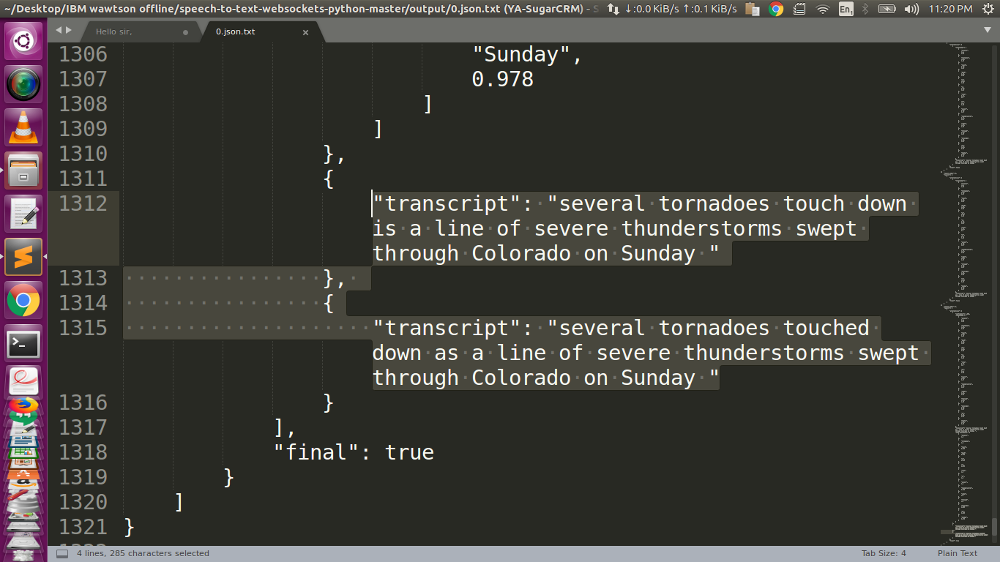 ~/Desktop/IBM wawtson offline/speech-to-text-websockets-python-master/output/0.json.txt (YA-SugarCRM) - S
↓:0.0 KiB/s ↑:0.1 KiB/s
En1
11:20 PM
Hello sir,
0.json.txt
1306 "Sunday",
1307 0.978
1308 ]
1309 ]
1310 },
1311 {
1312 "transcript": "several tornadoes touch down
is a line of severe thunderstorms swept
through Colorado on Sunday "
1313 },
1314 {
1315 "transcript": "several tornadoes touched
down as a line of severe thunderstorms swept
through Colorado on Sunday "
1316 }
1317 ],
1318 "final": true
1319 }
1320 ]
1321 }
4 lines, 285 characters selected
Tab Size: 4
Plain Text